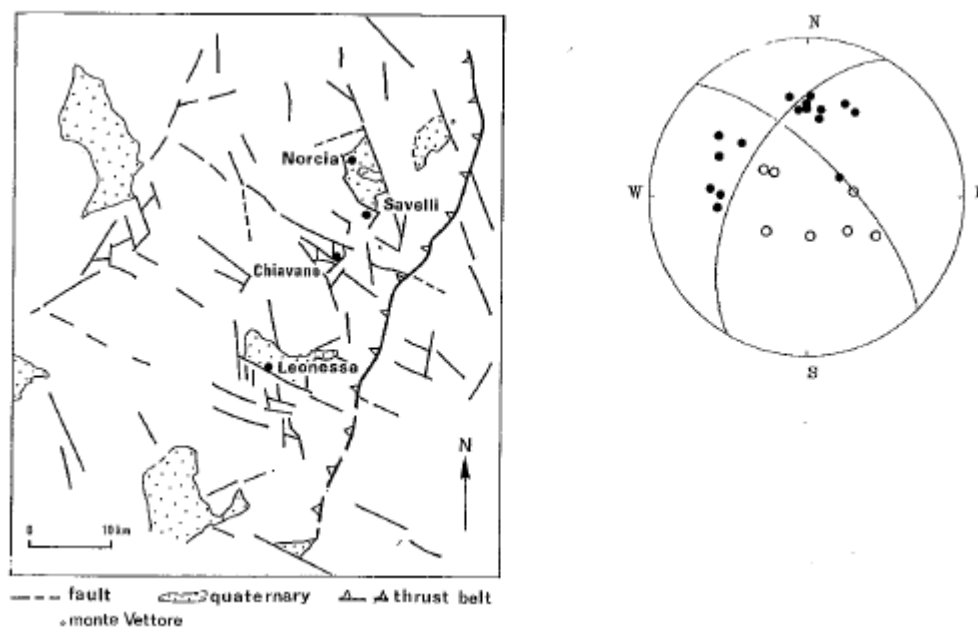 Norcia
Savelli
Chiavano
Leonessa
N
0 10km
fault quaternary thrust belt
monte Vettore
N
W
S